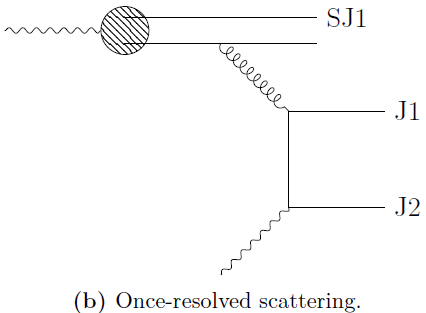 SJ1
J1
J2
(b) Once-resolved scattering.